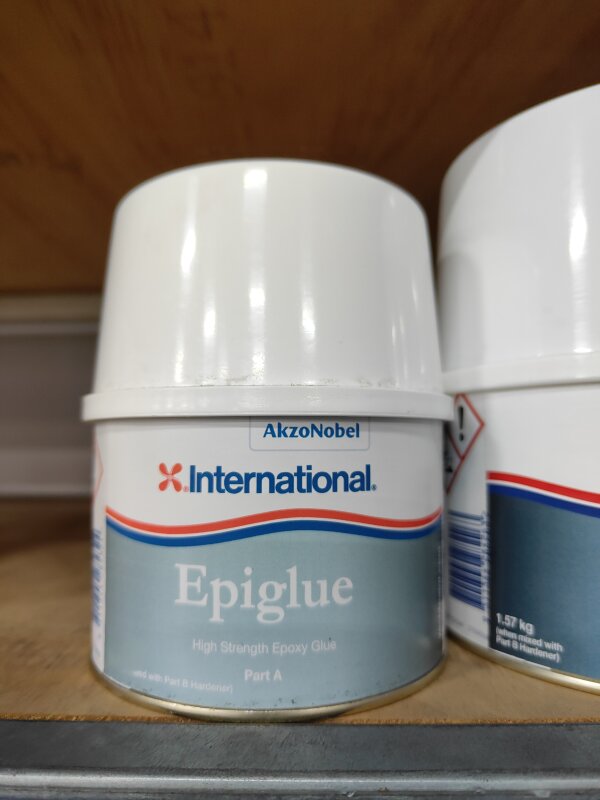 AkzoNobel
International.
Epiglue
High Strength Epoxy Glue
Part A
with Part B Hardener)
!
1.57 kg
(when mixed with
Part B Hardener)